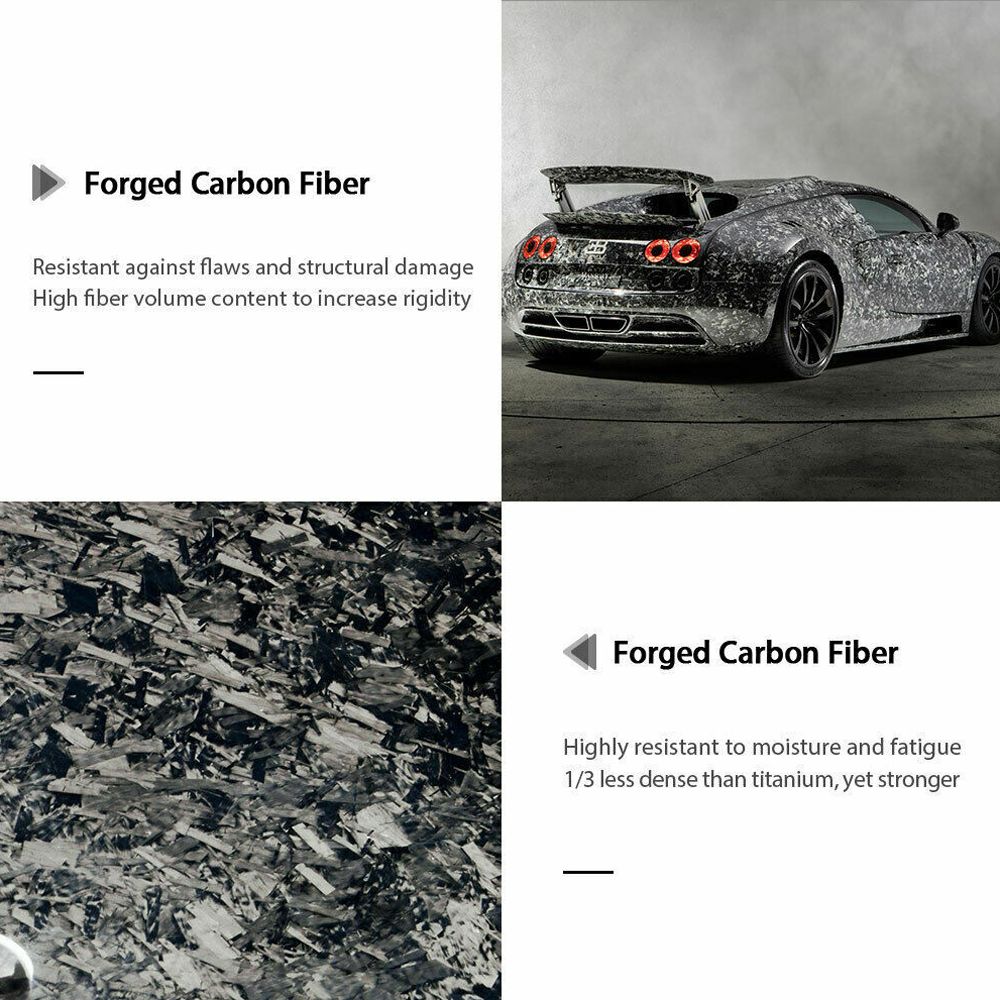 Forged Carbon Fiber
Resistant against flaws and structural damage
High fiber volume content to increase rigidity
Forged Carbon Fiber
Highly resistant to moisture and fatigue
1/3 less dense than titanium, yet stronger